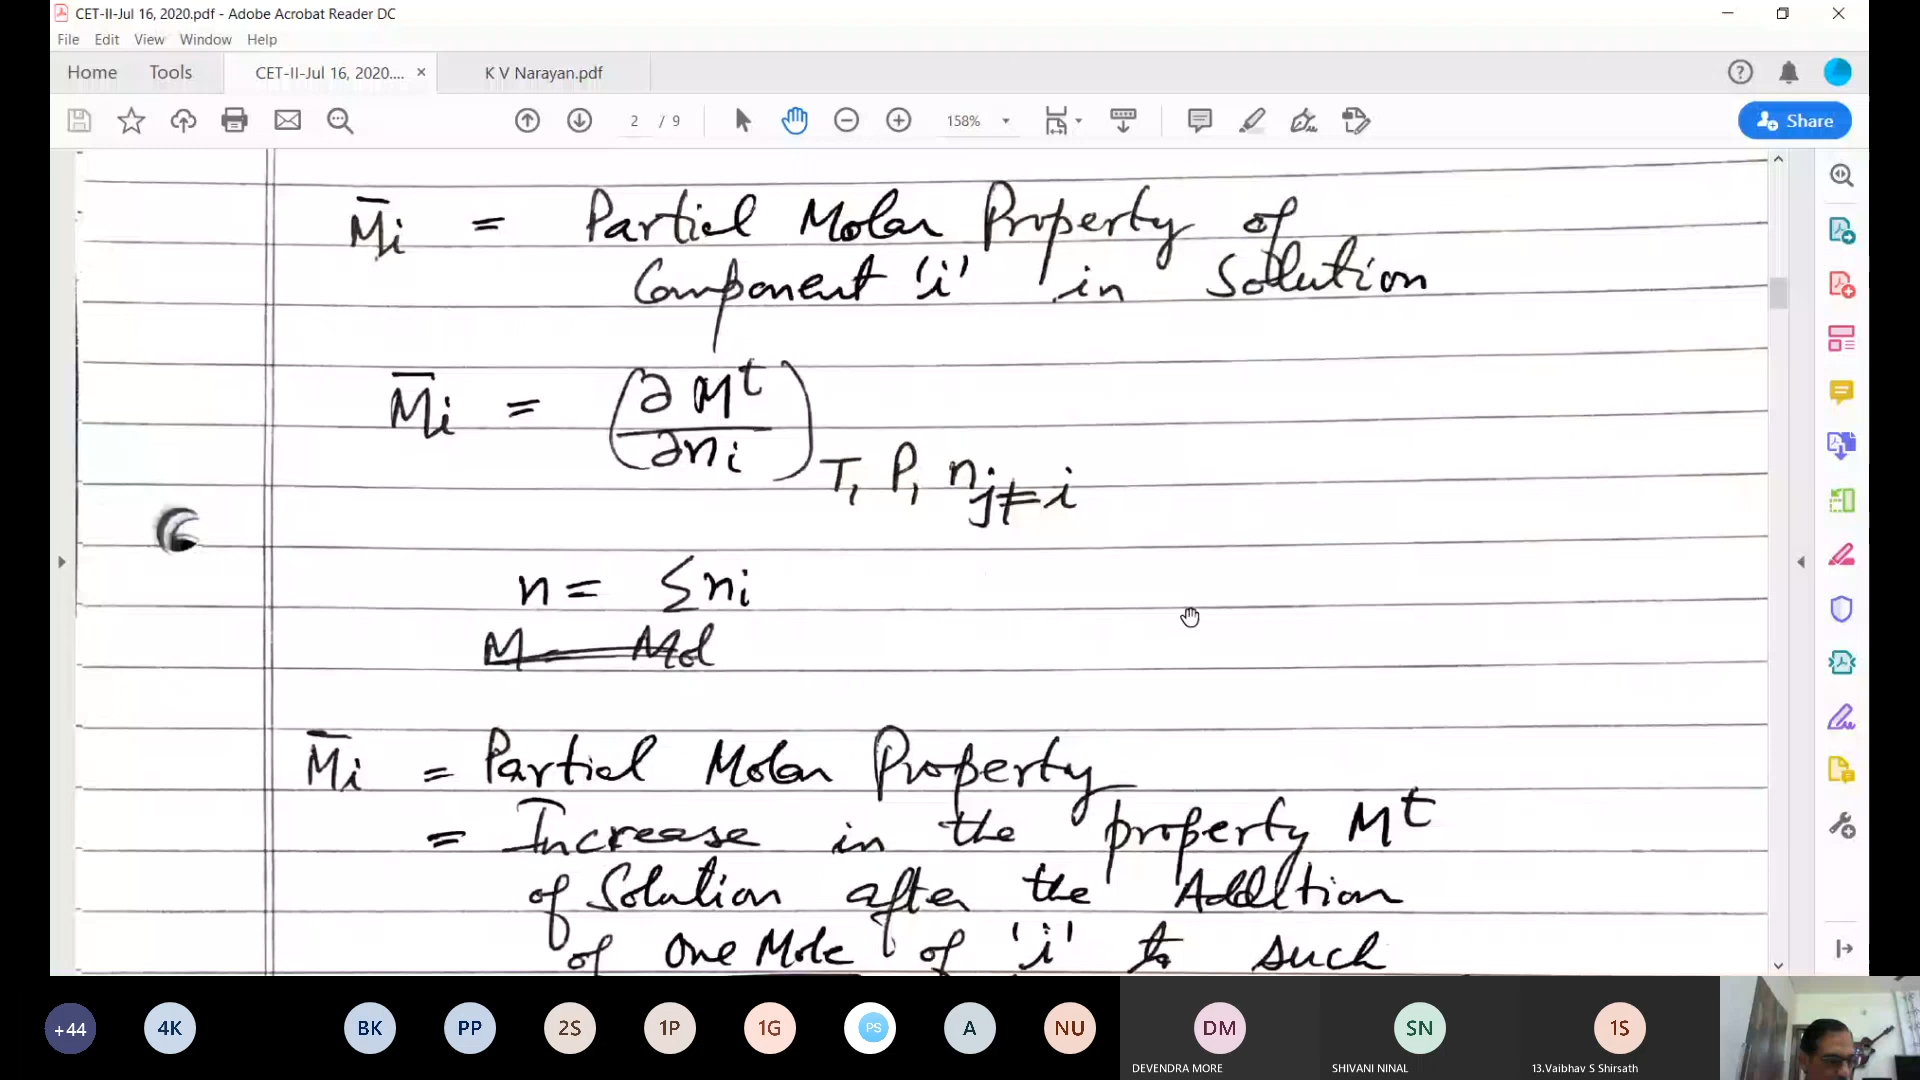 CET-II-Jul 16, 2020.pdf - Adobe Acrobat Reader DC
File Edit View Window Help
Home Tools CET-II-Jul 16, 2020.... × K V Narayan.pdf
2 / 9 158% Share
M̄i = Partial Molar Property of
Component 'i' in Solution
M̄i = (∂M^t/∂ni) T, P, nj≠i
6
n = Σni
M = Mol
M̄i = Partial Molar Property
= Increase in the property M^t
of Solution after the Addition
of One Mole of 'i' to such
+44 4K BK PP 2S 1P 1G PS A NU DM SN 1S
DEVENDRA MORE SHIVANI NINAL 13.Vaibhav S Shirsath